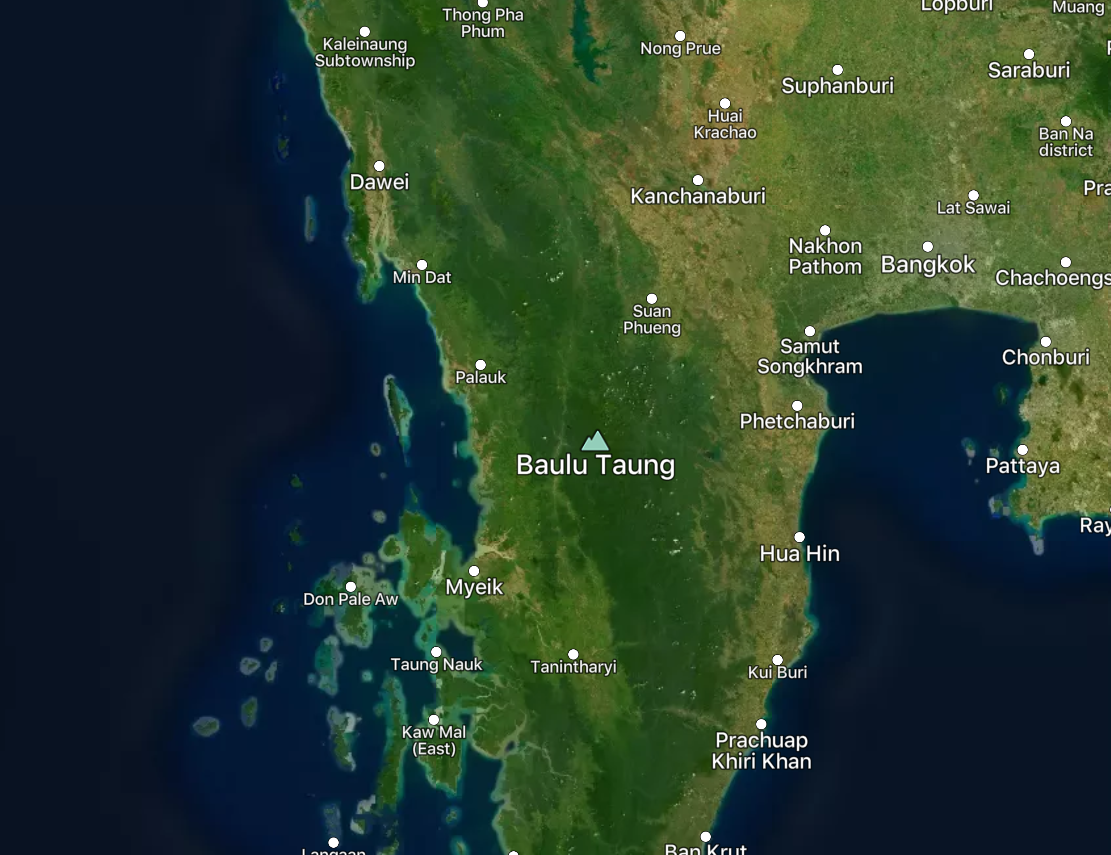 Lopburi
Muang
Thong Pha
Phum
Kaleinaung
Subtownship
Nong Prue
Saraburi
Suphanburi
Huai
Krachao
Ban Na
district
Dawei
Kanchanaburi
Pra
Lat Sawai
Nakhon
Pathom
Bangkok
Min Dat
Chachoengs
Suan
Phueng
Samut
Songkhram
Chonburi
Palauk
Phetchaburi
Baulu Taung
Pattaya
Ray
Hua Hin
Myeik
Don Pale Aw
Taung Nauk
Tanintharyi
Kui Buri
Kaw Mal
(East)
Prachuap
Khiri Khan
Langaan
Ban Krut